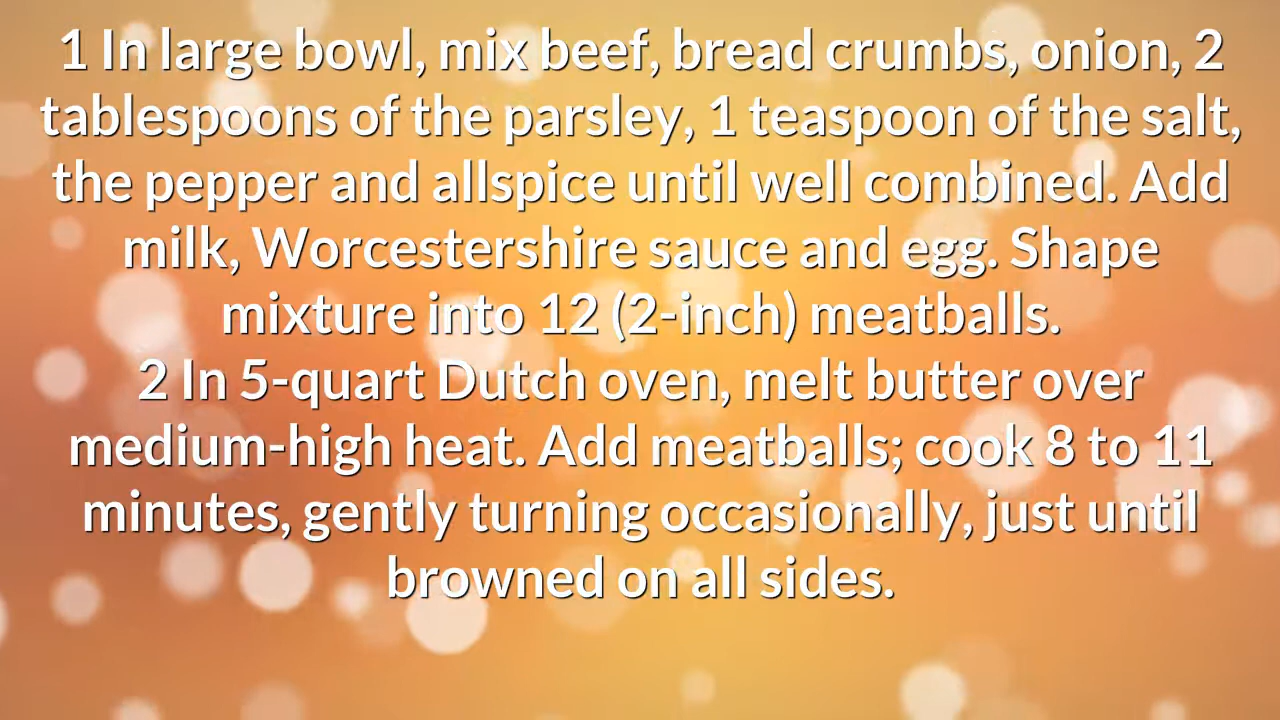 1 In large bowl, mix beef, bread crumbs, onion, 2
tablespoons of the parsley, 1 teaspoon of the salt,
the pepper and allspice until well combined. Add
milk, Worcestershire sauce and egg. Shape
mixture into 12 (2-inch) meatballs.
2 In 5-quart Dutch oven, melt butter over
medium-high heat. Add meatballs; cook 8 to 11
minutes, gently turning occasionally, just until
browned on all sides.